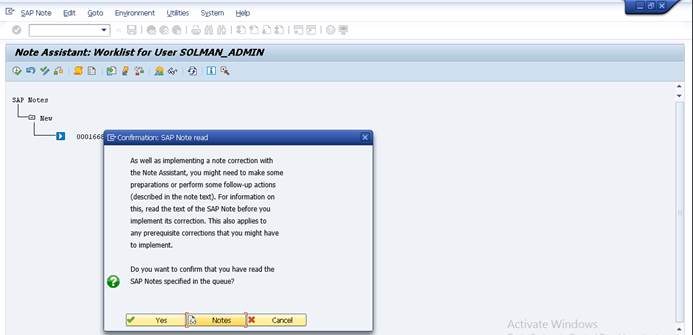 SAP Note Edit Goto Environment Utilities System Help
Note Assistant: Worklist for User SOLMAN_ADMIN
SAP Notes
New
0001668
Confirmation: SAP Note read
As well as implementing a note correction with
the Note Assistant, you might need to make some
preparations or perform some follow-up actions
(described in the note text). For information on
this, read the text of the SAP Note before you
implement its correction. This also applies to
any prerequisite corrections that you might have
to implement.
Do you want to confirm that you have read the
SAP Notes specified in the queue?
Yes Notes Cancel
Activate Windows